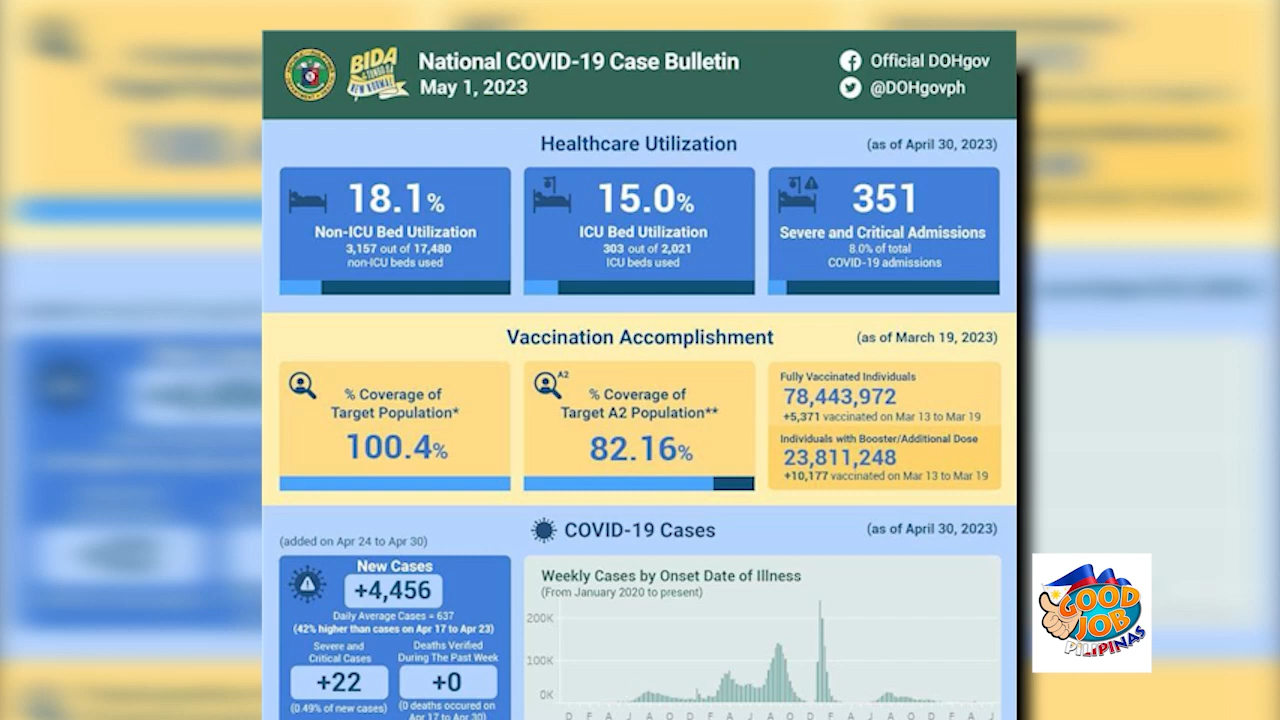 BIDA
National COVID-19 Case Bulletin
May 1, 2023
Official DOHgov
@DOHgovph
Healthcare Utilization
(as of April 30, 2023)
18.1%
Non-ICU Bed Utilization
3,157 out of 17,480
non-ICU beds used
15.0%
ICU Bed Utilization
303 out of 2,021
ICU beds used
351
Severe and Critical Admissions
8.0% of total
COVID-19 admissions
Vaccination Accomplishment
(as of March 19, 2023)
% Coverage of
Target Population*
100.4%
A2
% Coverage of
Target A2 Population**
82.16%
Fully Vaccinated Individuals
78,443,972
+5,371 vaccinated on Mar 13 to Mar 19
Individuals with Booster/Additional Dose
23,811,248
+10,177 vaccinated on Mar 13 to Mar 19
COVID-19 Cases
(as of April 30, 2023)
(added on Apr 24 to Apr 30)
New Cases
+4,456
Daily Average Cases = 637
(42% higher than cases on Apr 17 to Apr 23)
Severe and
Critical Cases
+22
(0.49% of new cases)
Deaths Verified
During The Past Week
+0
(0 deaths occured on
Apr 17 to Apr 30)
Weekly Cases by Onset Date of Illness
(From January 2020 to present)
200K
100K
0K
D F A J A O D F A J A O D F A J A O D F A J
GOOD
JOB
PILIPINAS